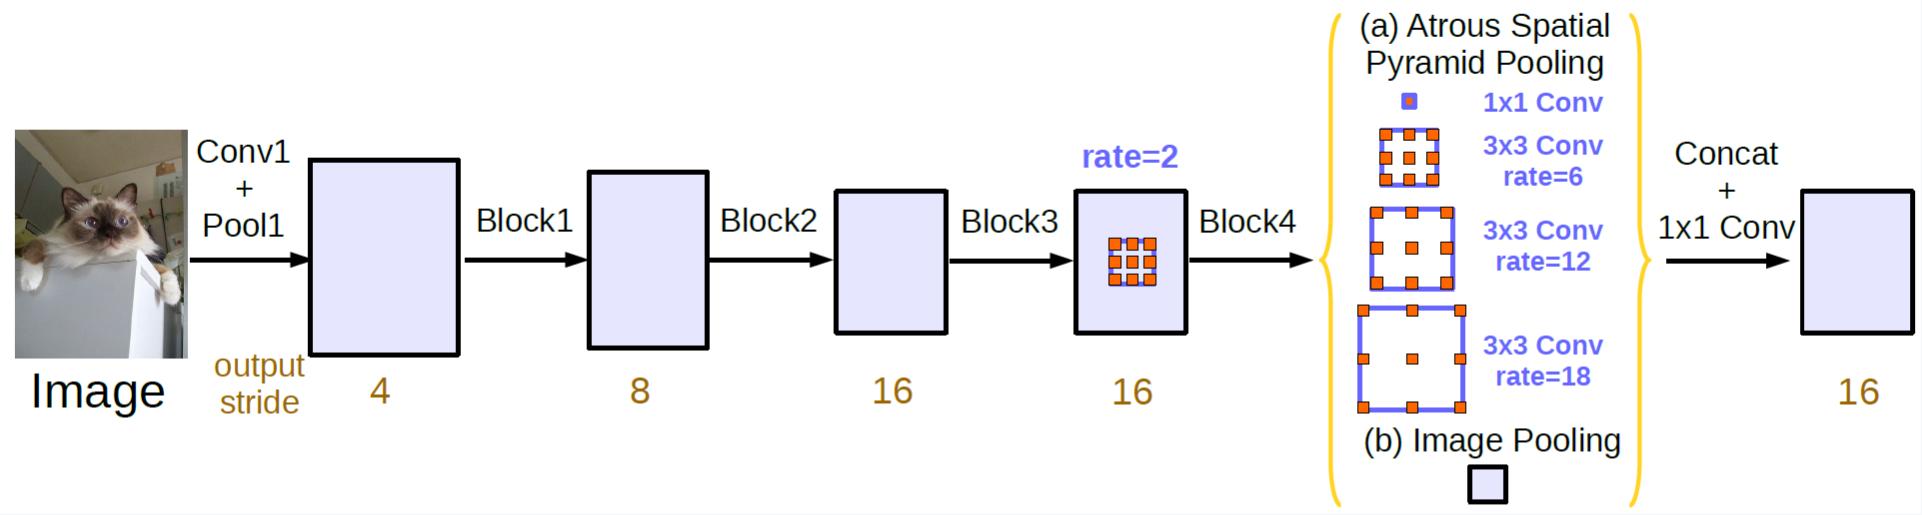 Image
Conv1
+
Pool1
output
stride
4
Block1
8
Block2
16
Block3
rate=2
16
Block4
(a) Atrous Spatial
Pyramid Pooling
1x1 Conv
3x3 Conv
rate=6
3x3 Conv
rate=12
3x3 Conv
rate=18
(b) Image Pooling
Concat
+
1x1 Conv
16